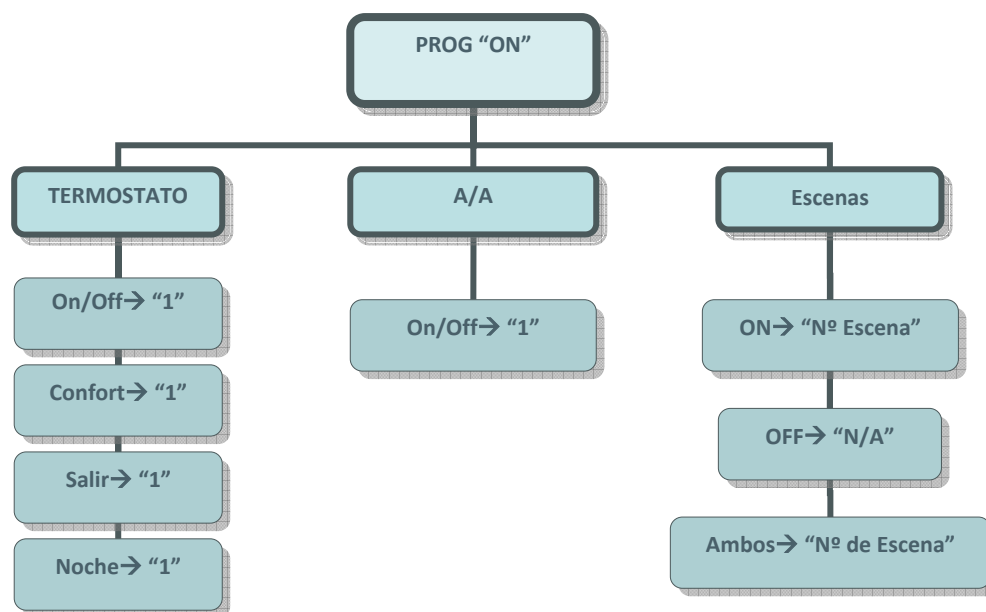 PROG “ON”
TERMOSTATO
On/Off→ “1”
Confort→ “1”
Salir→ “1”
Noche→ “1”
A/A
On/Off→ “1”
Escenas
ON→ “Nº Escena”
OFF→ “N/A”
Ambos→ “Nº de Escena”